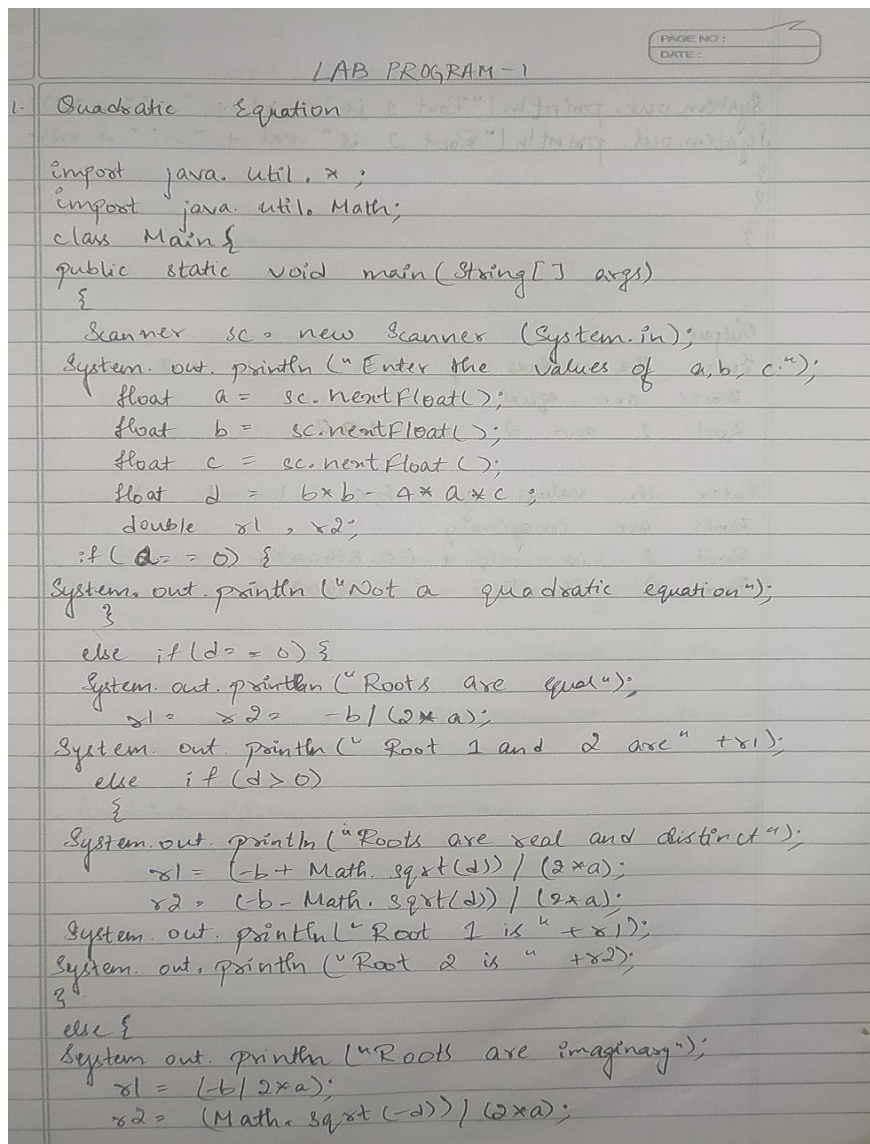 PAGE NO :
DATE :
LAB PROGRAM - 1
1. Quadratic Equation
import java. util. * ;
import java. util. Math;
class Main {
public static void main ( String [ ] args)
{
Scanner sc = new Scanner (System.in);
System. out. println (" Enter the values of a, b, c:");
float a = sc. nextFloat ( );
float b = sc. nextFloat ( );
float c = sc. nextFloat ( );
float d = b*b - 4* a *c ;
double r1 , r2;
if ( a = = 0) {
System. out. println ("Not a quadratic equation");
}
else if (d = = 0) {
System. out. println (" Roots are equal");
r1 = r2 = -b / (2* a);
System. out. println (" Root 1 and 2 are" +r1);
else if (d > 0)
{
System. out. println ("Roots are real and distinct");
r1 = (-b + Math. sqrt(d)) / (2*a);
r2 = (-b - Math. sqrt(d)) / (2*a);
System. out. println (" Root 1 is " + r1);
System. out. println ("Root 2 is " +r2);
}
else {
System out. println ("Roots are imaginary");
r1 = (-b / 2*a);
r2 = (Math. sqrt (-d)) / (2*a);